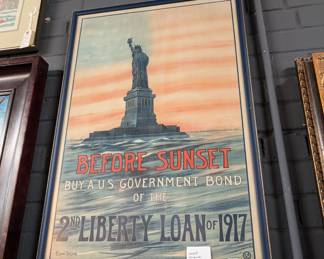 BEFORE SUNSET
BUY A U.S. GOVERNMENT BOND
OF THE
2ND LIBERTY LOAN OF 1917